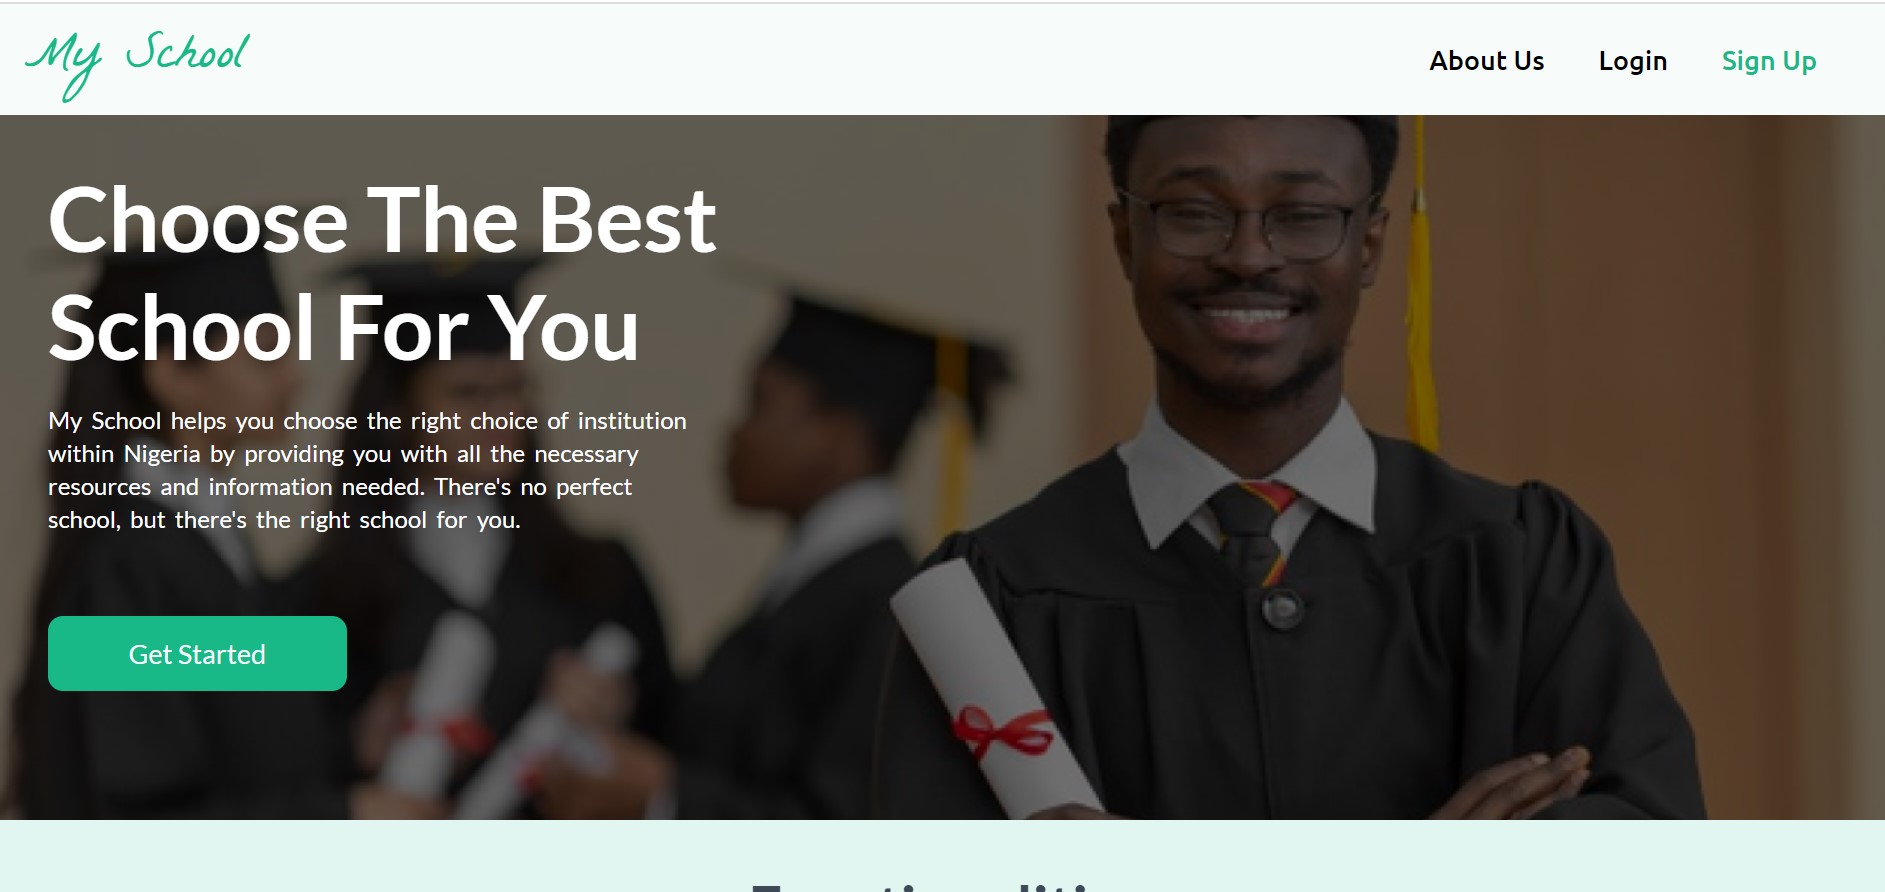 My School
About Us Login Sign Up
Choose The Best
School For You
My School helps you choose the right choice of institution
within Nigeria by providing you with all the necessary
resources and information needed. There's no perfect
school, but there's the right school for you.
Get Started